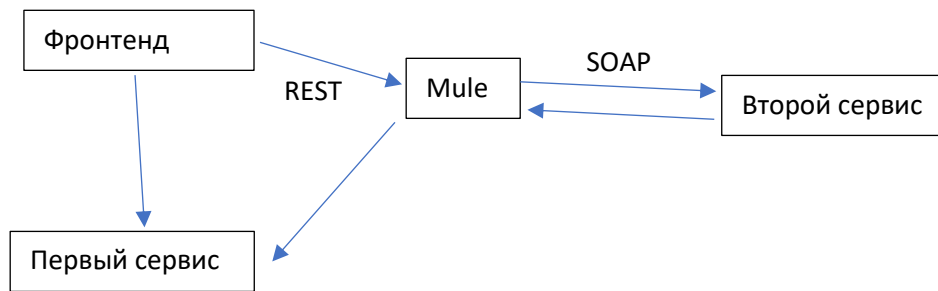 Фронтенд
REST
Mule
SOAP
Второй сервис
Первый сервис